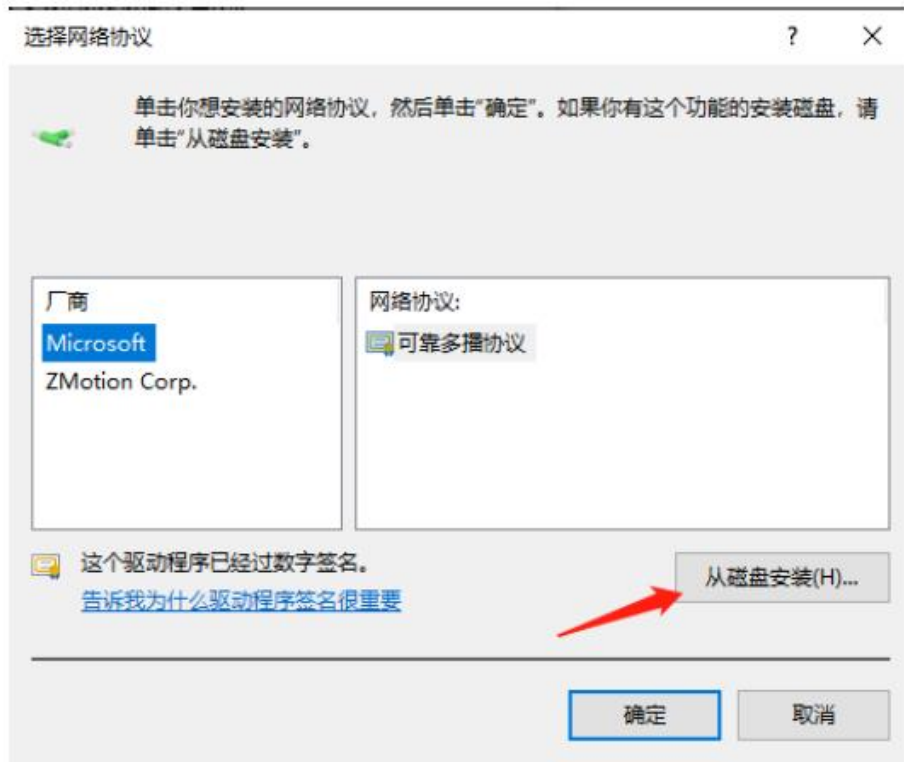 选择网络协议
单击你想安装的网络协议，然后单击“确定”。如果你有这个功能的安装磁盘，请
单击“从磁盘安装”。
厂商
网络协议:
Microsoft
可靠多播协议
ZMotion Corp.
这个驱动程序已经过数字签名。
从磁盘安装(H)...
告诉我为什么驱动程序签名很重要
确定
取消